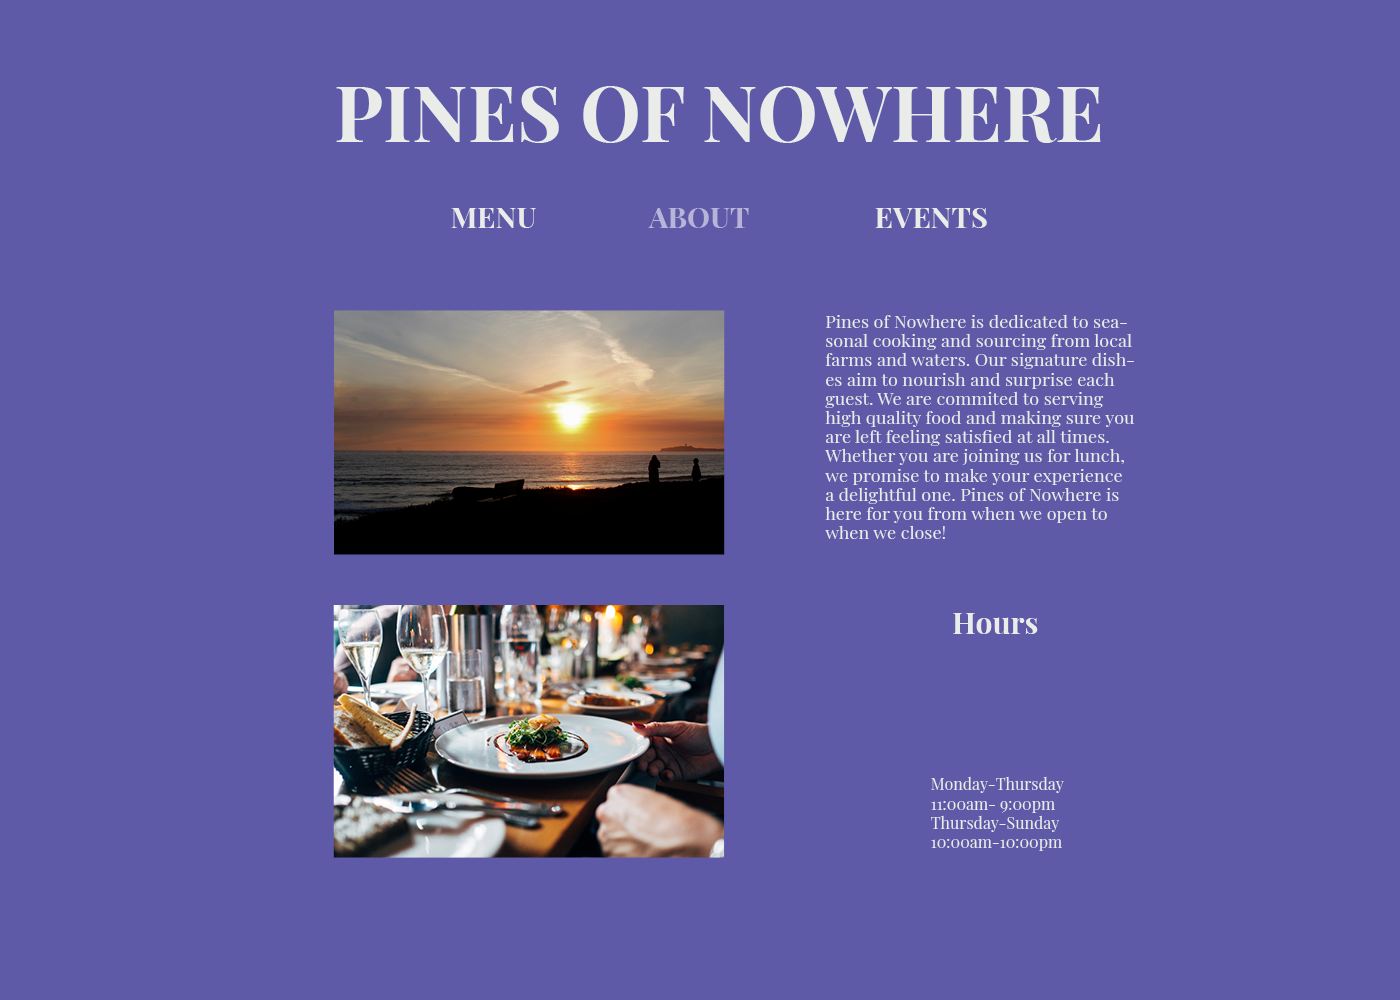 PINES OF NOWHERE
MENU
ABOUT
EVENTS
Pines of Nowhere is dedicated to sea-
sonal cooking and sourcing from local
farms and waters. Our signature dish-
es aim to nourish and surprise each
guest. We are commited to serving
high quality food and making sure you
are left feeling satisfied at all times.
Whether you are joining us for lunch,
we promise to make your experience
a delightful one. Pines of Nowhere is
here for you from when we open to
when we close!
Hours
Monday-Thursday
11:00am- 9:00pm
Thursday-Sunday
10:00am-10:00pm